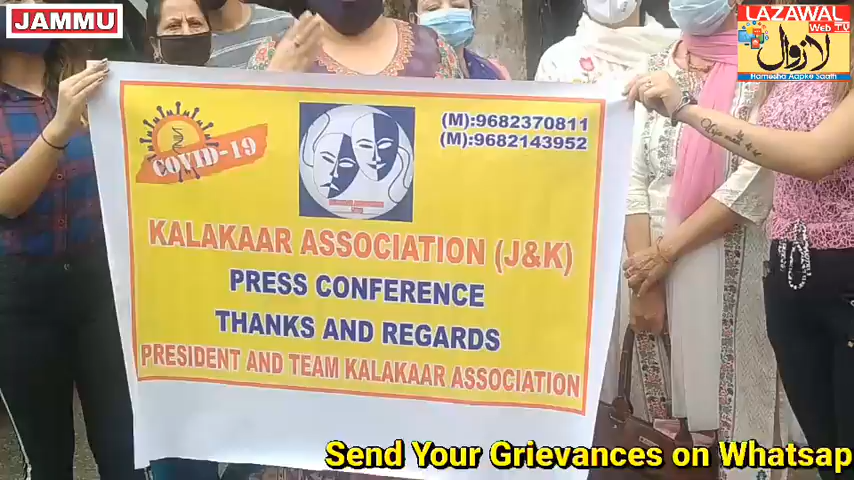 JAMMU
LAZAWAL
Web TV
لازوال
Hamesha Aapke Saath
COVID-19
(M):9682370811
(M):9682143952
KALAKAAR ASSOCIATION (J&K)
PRESS CONFERENCE
THANKS AND REGARDS
PRESIDENT AND TEAM KALAKAAR ASSOCIATION
Send Your Grievances on Whatsap